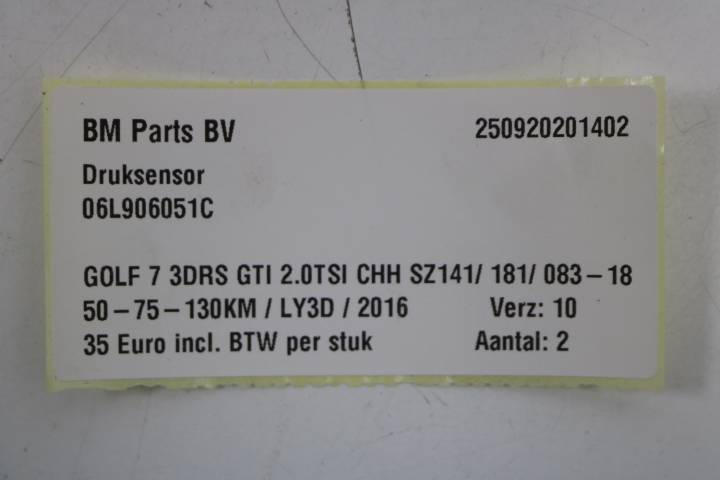 BM Parts BV 250920201402
Druksensor
06L906051C
GOLF 7 3DRS GTI 2.0TSI CHH SZ141/ 181/ 083-18
50-75-130KM / LY3D / 2016 Verz: 10
35 Euro incl. BTW per stuk Aantal: 2